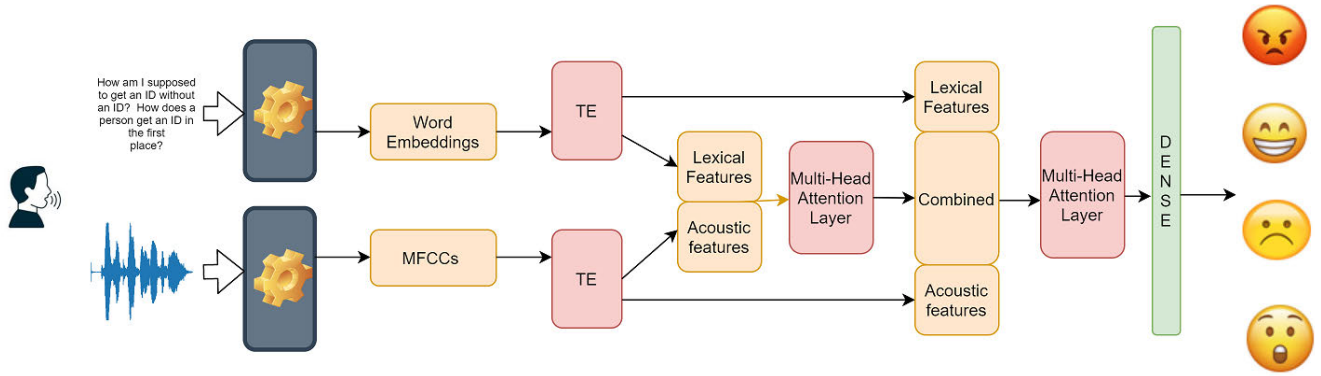 How am I supposed
to get an ID without
an ID? How does a
person get an ID in
the first
place?
Word
Embeddings
TE
Lexical
Features
Acoustic
features
Multi-Head
Attention
Layer
Lexical
Features
Combined
Acoustic
features
Multi-Head
Attention
Layer
D
E
N
S
E
MFCCs
TE